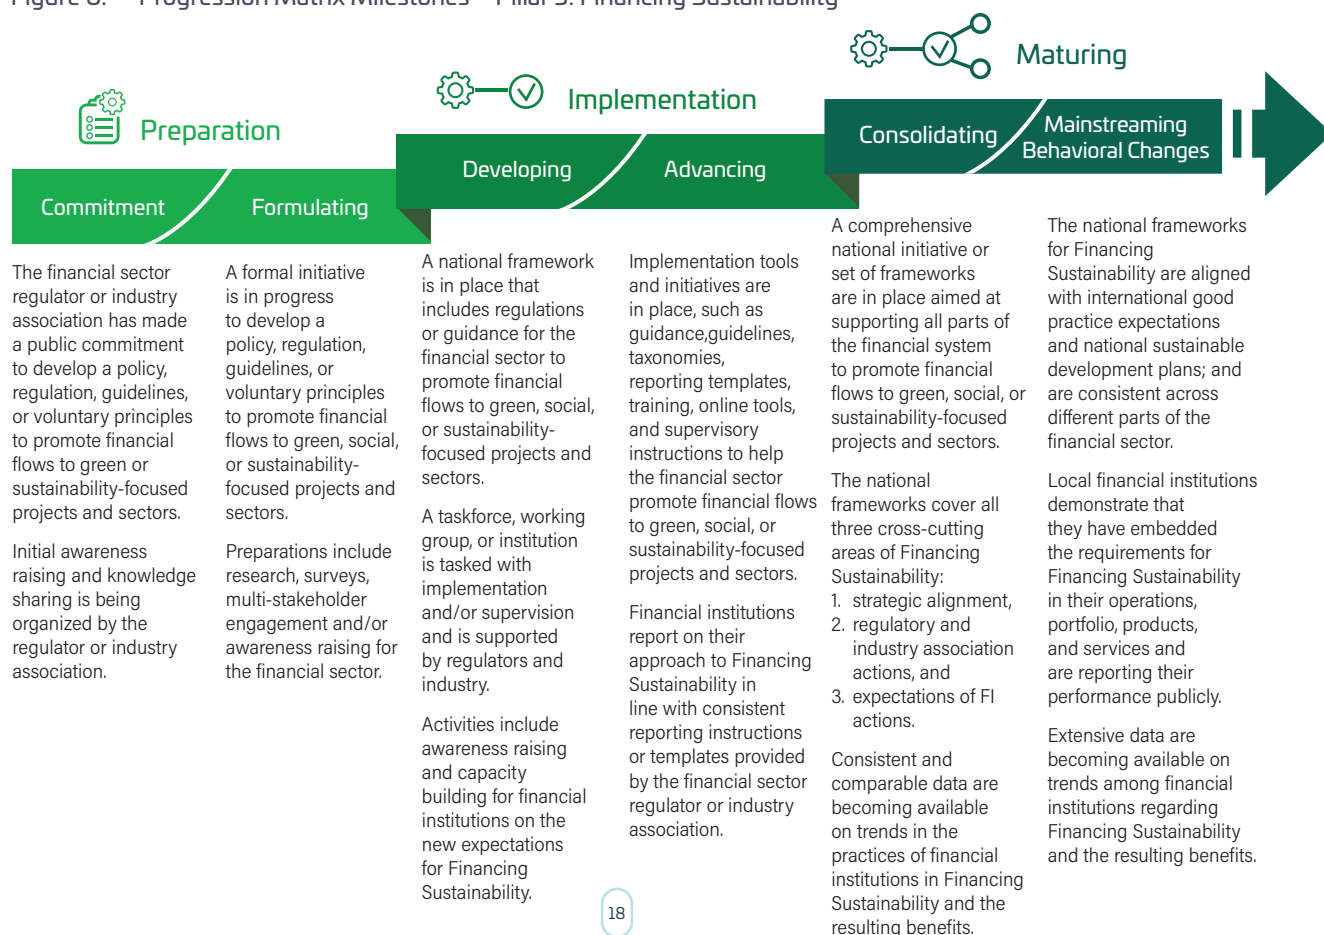 Figure 6. Progression Matrix Milestones – Pillar 3: Financing Sustainability
Preparation
Commitment
Formulating
The financial sector
regulator or industry
association has made
a public commitment
to develop a policy,
regulation, guidelines,
or voluntary principles
to promote financial
flows to green or
sustainability-focused
projects and sectors.
Initial awareness
raising and knowledge
sharing is being
organized by the
regulator or industry
association.
A formal initiative
is in progress
to develop a
policy, regulation,
guidelines, or
voluntary principles
to promote financial
flows to green, social,
or sustainability-
focused projects and
sectors.
Preparations include
research, surveys,
multi-stakeholder
engagement and/or
awareness raising for
the financial sector.
Implementation
Developing
Advancing
A national framework
is in place that
includes regulations
or guidance for the
financial sector to
promote financial
flows to green, social,
or sustainability-
focused projects and
sectors.
A taskforce, working
group, or institution
is tasked with
implementation
and/or supervision
and is supported
by regulators and
industry.
Activities include
awareness raising
and capacity
building for financial
institutions on the
new expectations
for Financing
Sustainability.
Implementation tools
and initiatives are
in place, such as
guidance,guidelines,
taxonomies,
reporting templates,
training, online tools,
and supervisory
instructions to help
the financial sector
promote financial flows
to green, social, or
sustainability-focused
projects and sectors.
Financial institutions
report on their
approach to Financing
Sustainability in
line with consistent
reporting instructions
or templates provided
by the financial sector
regulator or industry
association.
Maturing
Consolidating
Mainstreaming
Behavioral Changes
A comprehensive
national initiative or
set of frameworks
are in place aimed at
supporting all parts of
the financial system
to promote financial
flows to green, social, or
sustainability-focused
projects and sectors.
The national
frameworks cover all
three cross-cutting
areas of Financing
Sustainability:
1. strategic alignment,
2. regulatory and
industry association
actions, and
3. expectations of FI
actions.
Consistent and
comparable data are
becoming available
on trends in the
practices of financial
institutions in Financing
Sustainability and the
resulting benefits.
The national frameworks
for Financing
Sustainability are aligned
with international good
practice expectations
and national sustainable
development plans; and
are consistent across
different parts of the
financial sector.
Local financial institutions
demonstrate that
they have embedded
the requirements for
Financing Sustainability
in their operations,
portfolio, products,
and services and
are reporting their
performance publicly.
Extensive data are
becoming available on
trends among financial
institutions regarding
Financing Sustainability
and the resulting benefits.
18